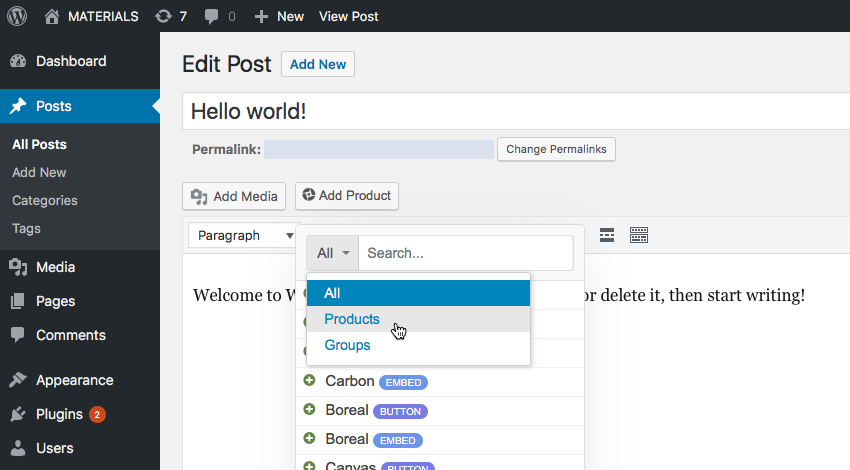 MATERIALS 7 0 New View Post
Dashboard
Posts
All Posts
Add New
Categories
Tags
Media
Pages
Comments
Appearance
Plugins 2
Users
Edit Post Add New
Hello world!
Permalink: Change Permalinks
Add Media Add Product
Paragraph
All Search...
All
Products
Groups
Welcome to W or delete it, then start writing!
Carbon EMBED
Boreal BUTTON
Boreal EMBED
Canvas BUTTON